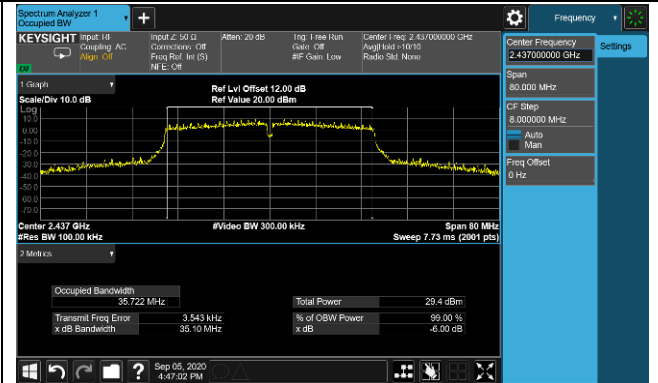 Spectrum Analyzer 1
Occupied BW
Frequency
KEYSIGHT
Input: RF
Coupling: AC
Align: Off
Input Z: 50 Ω
Corrections: Off
Freq Ref: Int (S)
NFE: Off
Atten: 20 dB
Trig: Free Run
Gate: Off
#IF Gain: Low
Center Freq: 2.437000000 GHz
Avg|Hold:>10/10
Radio Std: None
Center Frequency
2.437000000 GHz
Settings
Span
80.000 MHz
CF Step
8.000000 MHz
Auto
Man
Freq Offset
0 Hz
1 Graph
Scale/Div 10.0 dB
Ref Lvl Offset 12.00 dB
Ref Value 20.00 dBm
Log
10.0
0.00
-10.0
-20.0
-30.0
-40.0
-50.0
-60.0
-70.0
Center 2.437 GHz
#Video BW 300.00 kHz
Span 80 MHz
#Res BW 100.00 kHz
Sweep 7.73 ms (2001 pts)
2 Metrics
Occupied Bandwidth
35.722 MHz
Total Power 29.4 dBm
Transmit Freq Error 3.543 kHz
% of OBW Power 99.00 %
x dB Bandwidth 35.10 MHz
x dB -6.00 dB
Sep 05, 2020
4:47:02 PM